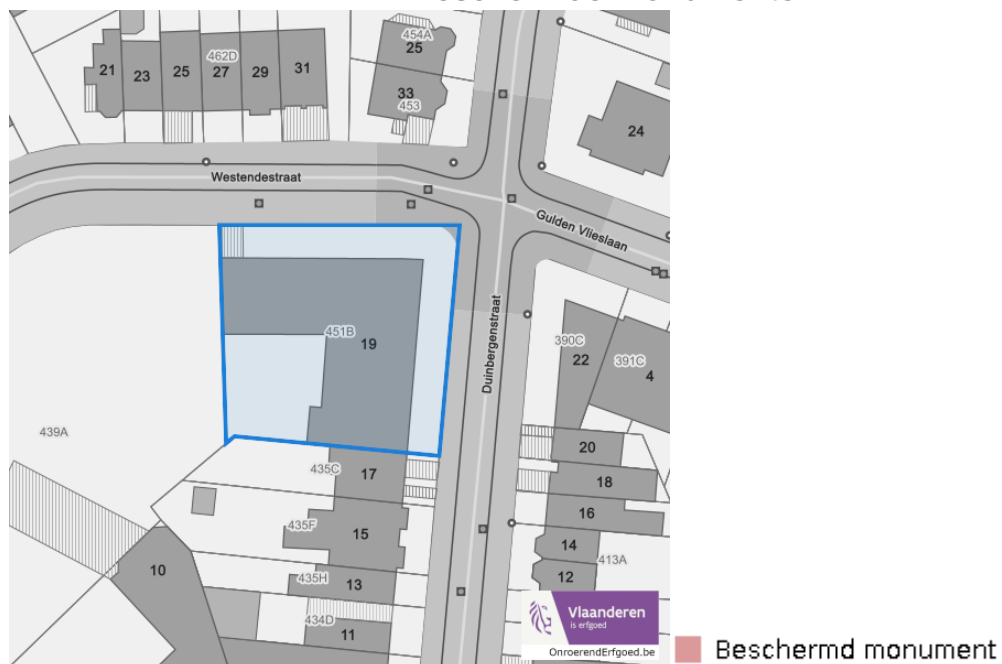 21
23
25
462D
27
29
31
454A
25
33
453
24
Westendestraat
Gulden Vlieslaan
Duinbergenstraat
451B
19
390C
22
391C
4
439A
20
435C
17
18
16
435F
15
14
413A
10
435H
13
12
434D
11
Vlaanderen
is erfgoed
OnroerendErfgoed.be
Beschermd monument